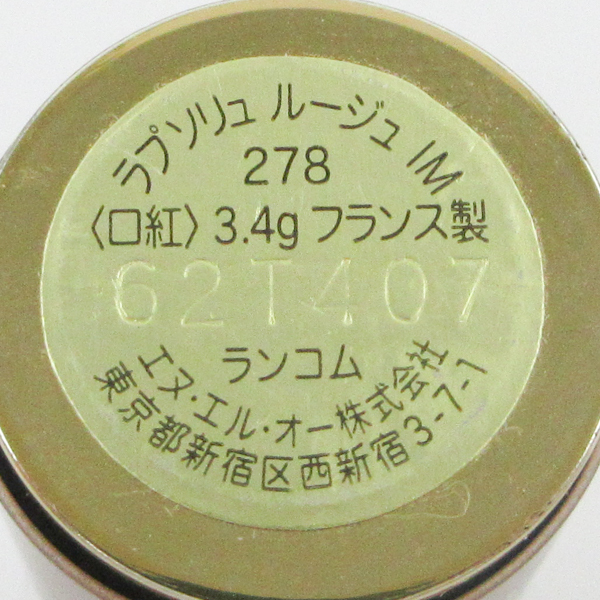 ラプソリュ ルージュ IM
278
〈口紅〉 3.4g フランス製
62T407
ランコム
エヌ・エル・オー株式会社
東京都新宿区西新宿3-7-1